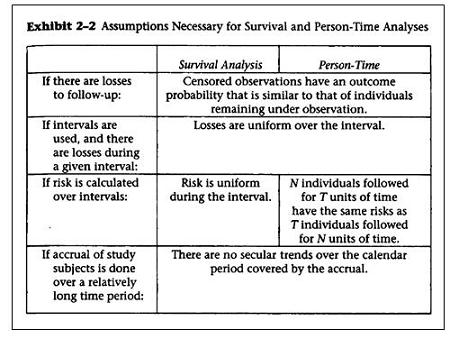 Exhibit 2–2 Assumptions Necessary for Survival and Person-Time Analyses
Survival Analysis Person-Time
If there are losses
to follow-up:
Censored observations have an outcome
probability that is similar to that of individuals
remaining under observation.
If intervals are
used, and there
are losses during
a given interval:
Losses are uniform over the interval.
If risk is calculated
over intervals:
Risk is uniform
during the interval.
N individuals followed
for T units of time
have the same risks as
T individuals followed
for N units of time.
If accrual of study
subjects is done
over a relatively
long time period:
There are no secular trends over the calendar
period covered by the accrual.